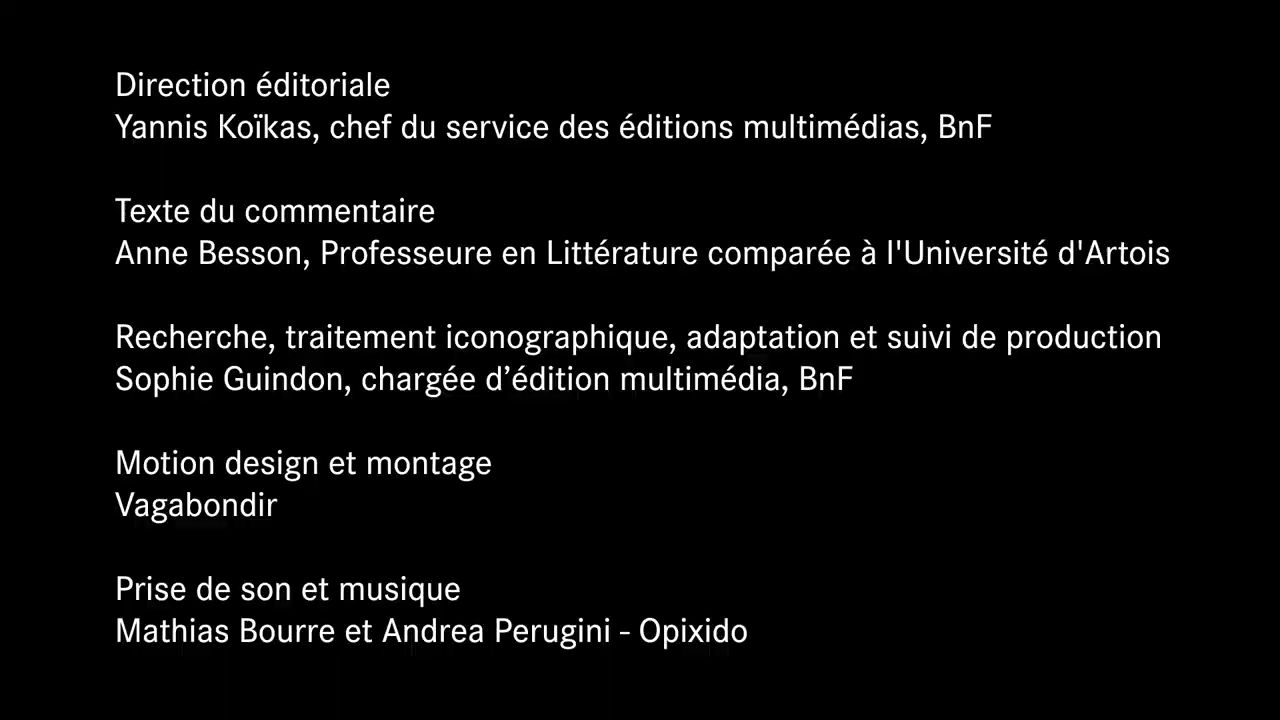 Direction éditoriale
Yannis Koïkas, chef du service des éditions multimédias, BnF
Texte du commentaire
Anne Besson, Professeure en Littérature comparée à l'Université d'Artois
Recherche, traitement iconographique, adaptation et suivi de production
Sophie Guindon, chargée d’édition multimédia, BnF
Motion design et montage
Vagabondir
Prise de son et musique
Mathias Bourre et Andrea Perugini - Opixido